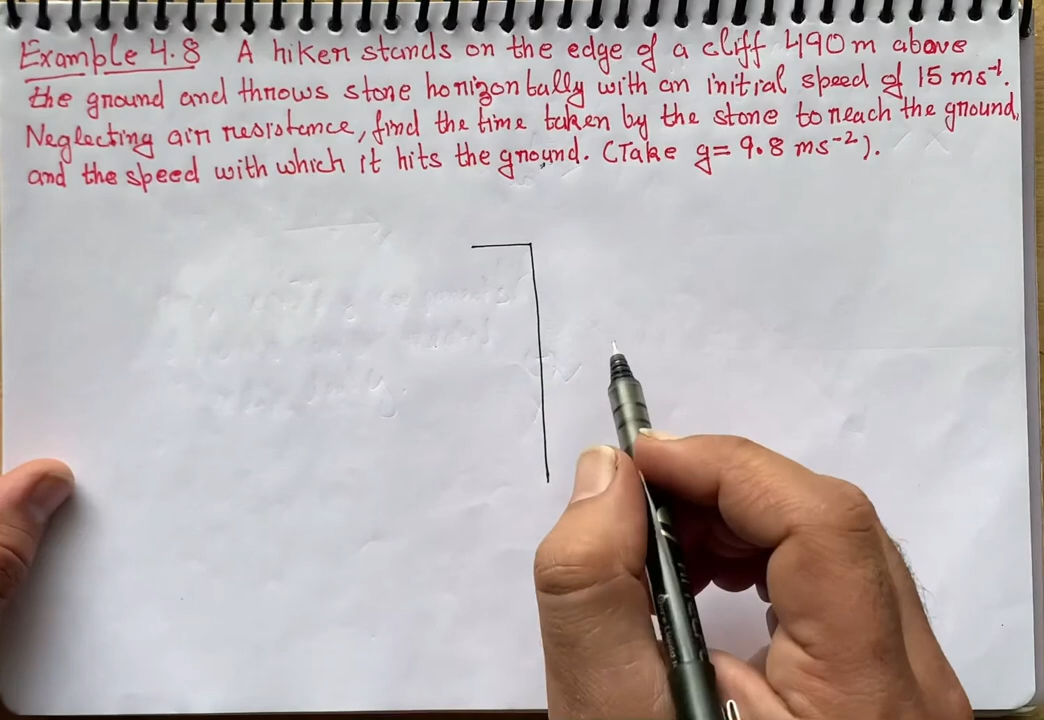 Example 4.8 A hiker stands on the edge of a cliff 490 m above
the ground and throws stone horizontally with an initial speed of 15 ms⁻¹.
Neglecting air resistance, find the time taken by the stone to reach the ground,
and the speed with which it hits the ground. (Take g = 9.8 ms⁻²).